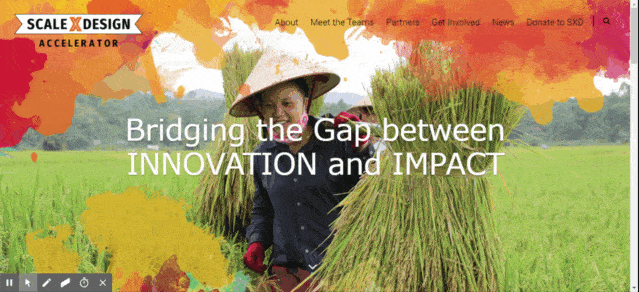 SCALE X DESIGN
ACCELERATOR
About Meet the Teams Partners Get Involved News Donate to SXD
Bridging the Gap between
INNOVATION and IMPACT